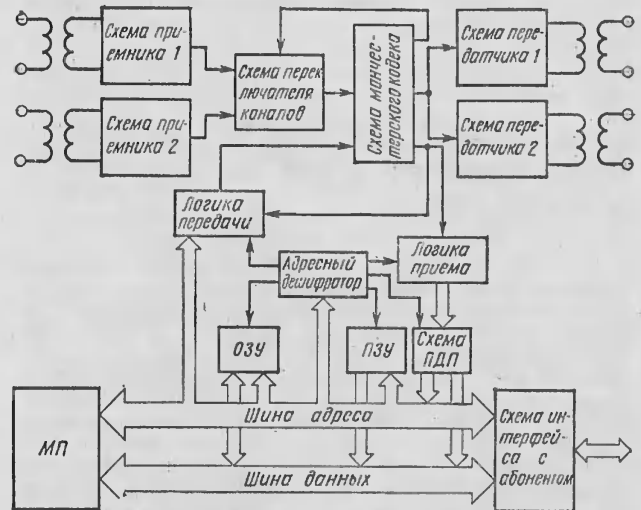 Схема при-
емника 1
Схема пере-
ключателя
каналов
Схема манчес-
терского кодека
Схема пере-
датчика 1
Схема при-
емника 2
Схема пере-
датчика 2
Логика
передачи
Адресный
дешифратор
Логика
приема
ОЗУ
ПЗУ
Схема
ПДП
МП
Шина адреса
Шина данных
Схема ин-
терфей-
са с
абонентом